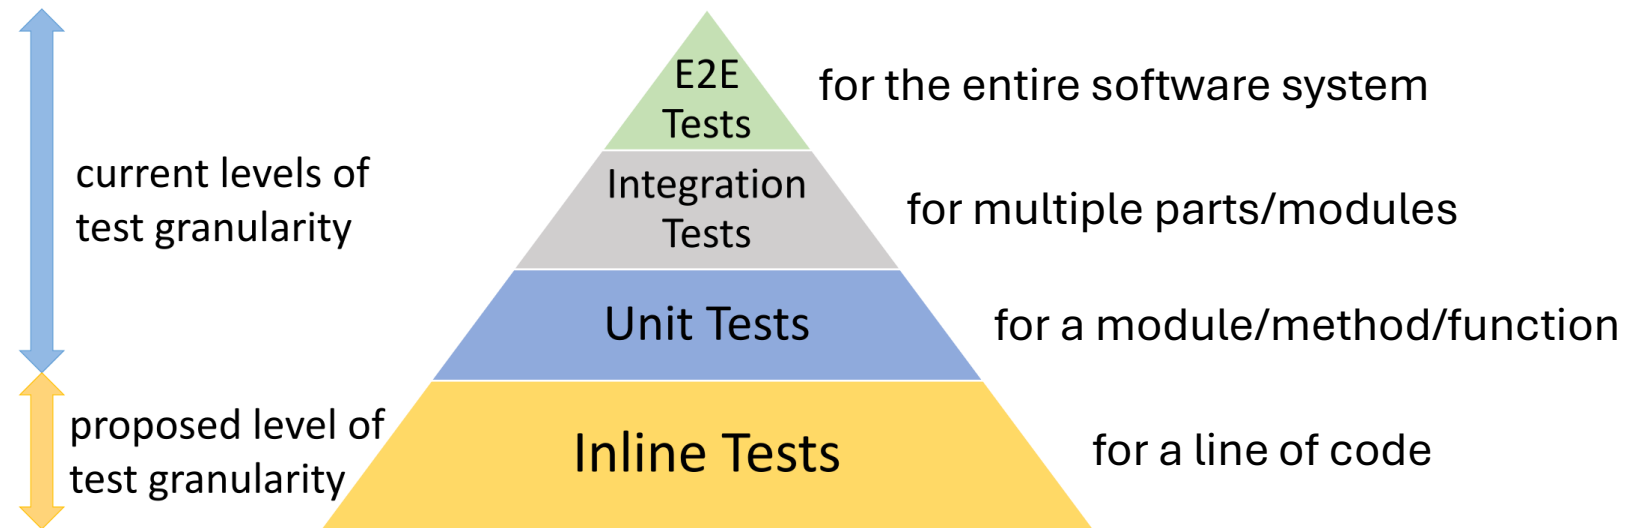 E2E
Tests
for the entire software system
current levels of
test granularity
Integration
Tests
for multiple parts/modules
Unit Tests
for a module/method/function
proposed level of
test granularity
Inline Tests
for a line of code